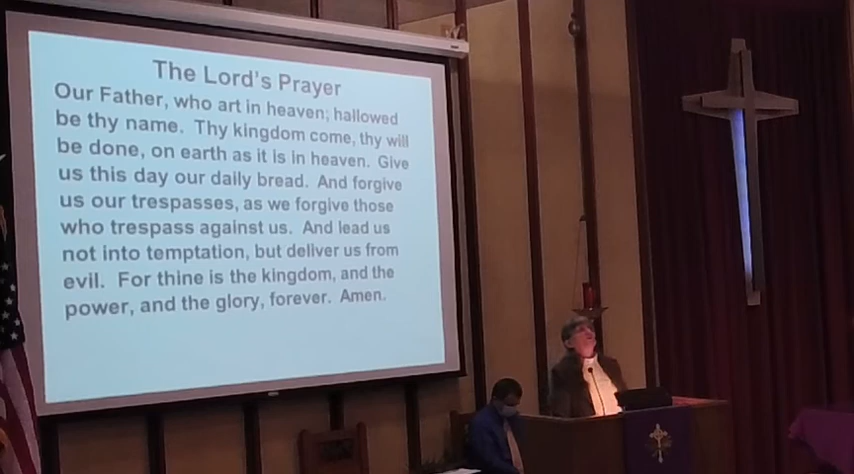 The Lord's Prayer
Our Father, who art in heaven; hallowed
be thy name.  Thy kingdom come, thy will
be done, on earth as it is in heaven.  Give
us this day our daily bread.  And forgive
us our trespasses, as we forgive those
who trespass against us.  And lead us
not into temptation, but deliver us from
evil.  For thine is the kingdom, and the
power, and the glory, forever.  Amen.